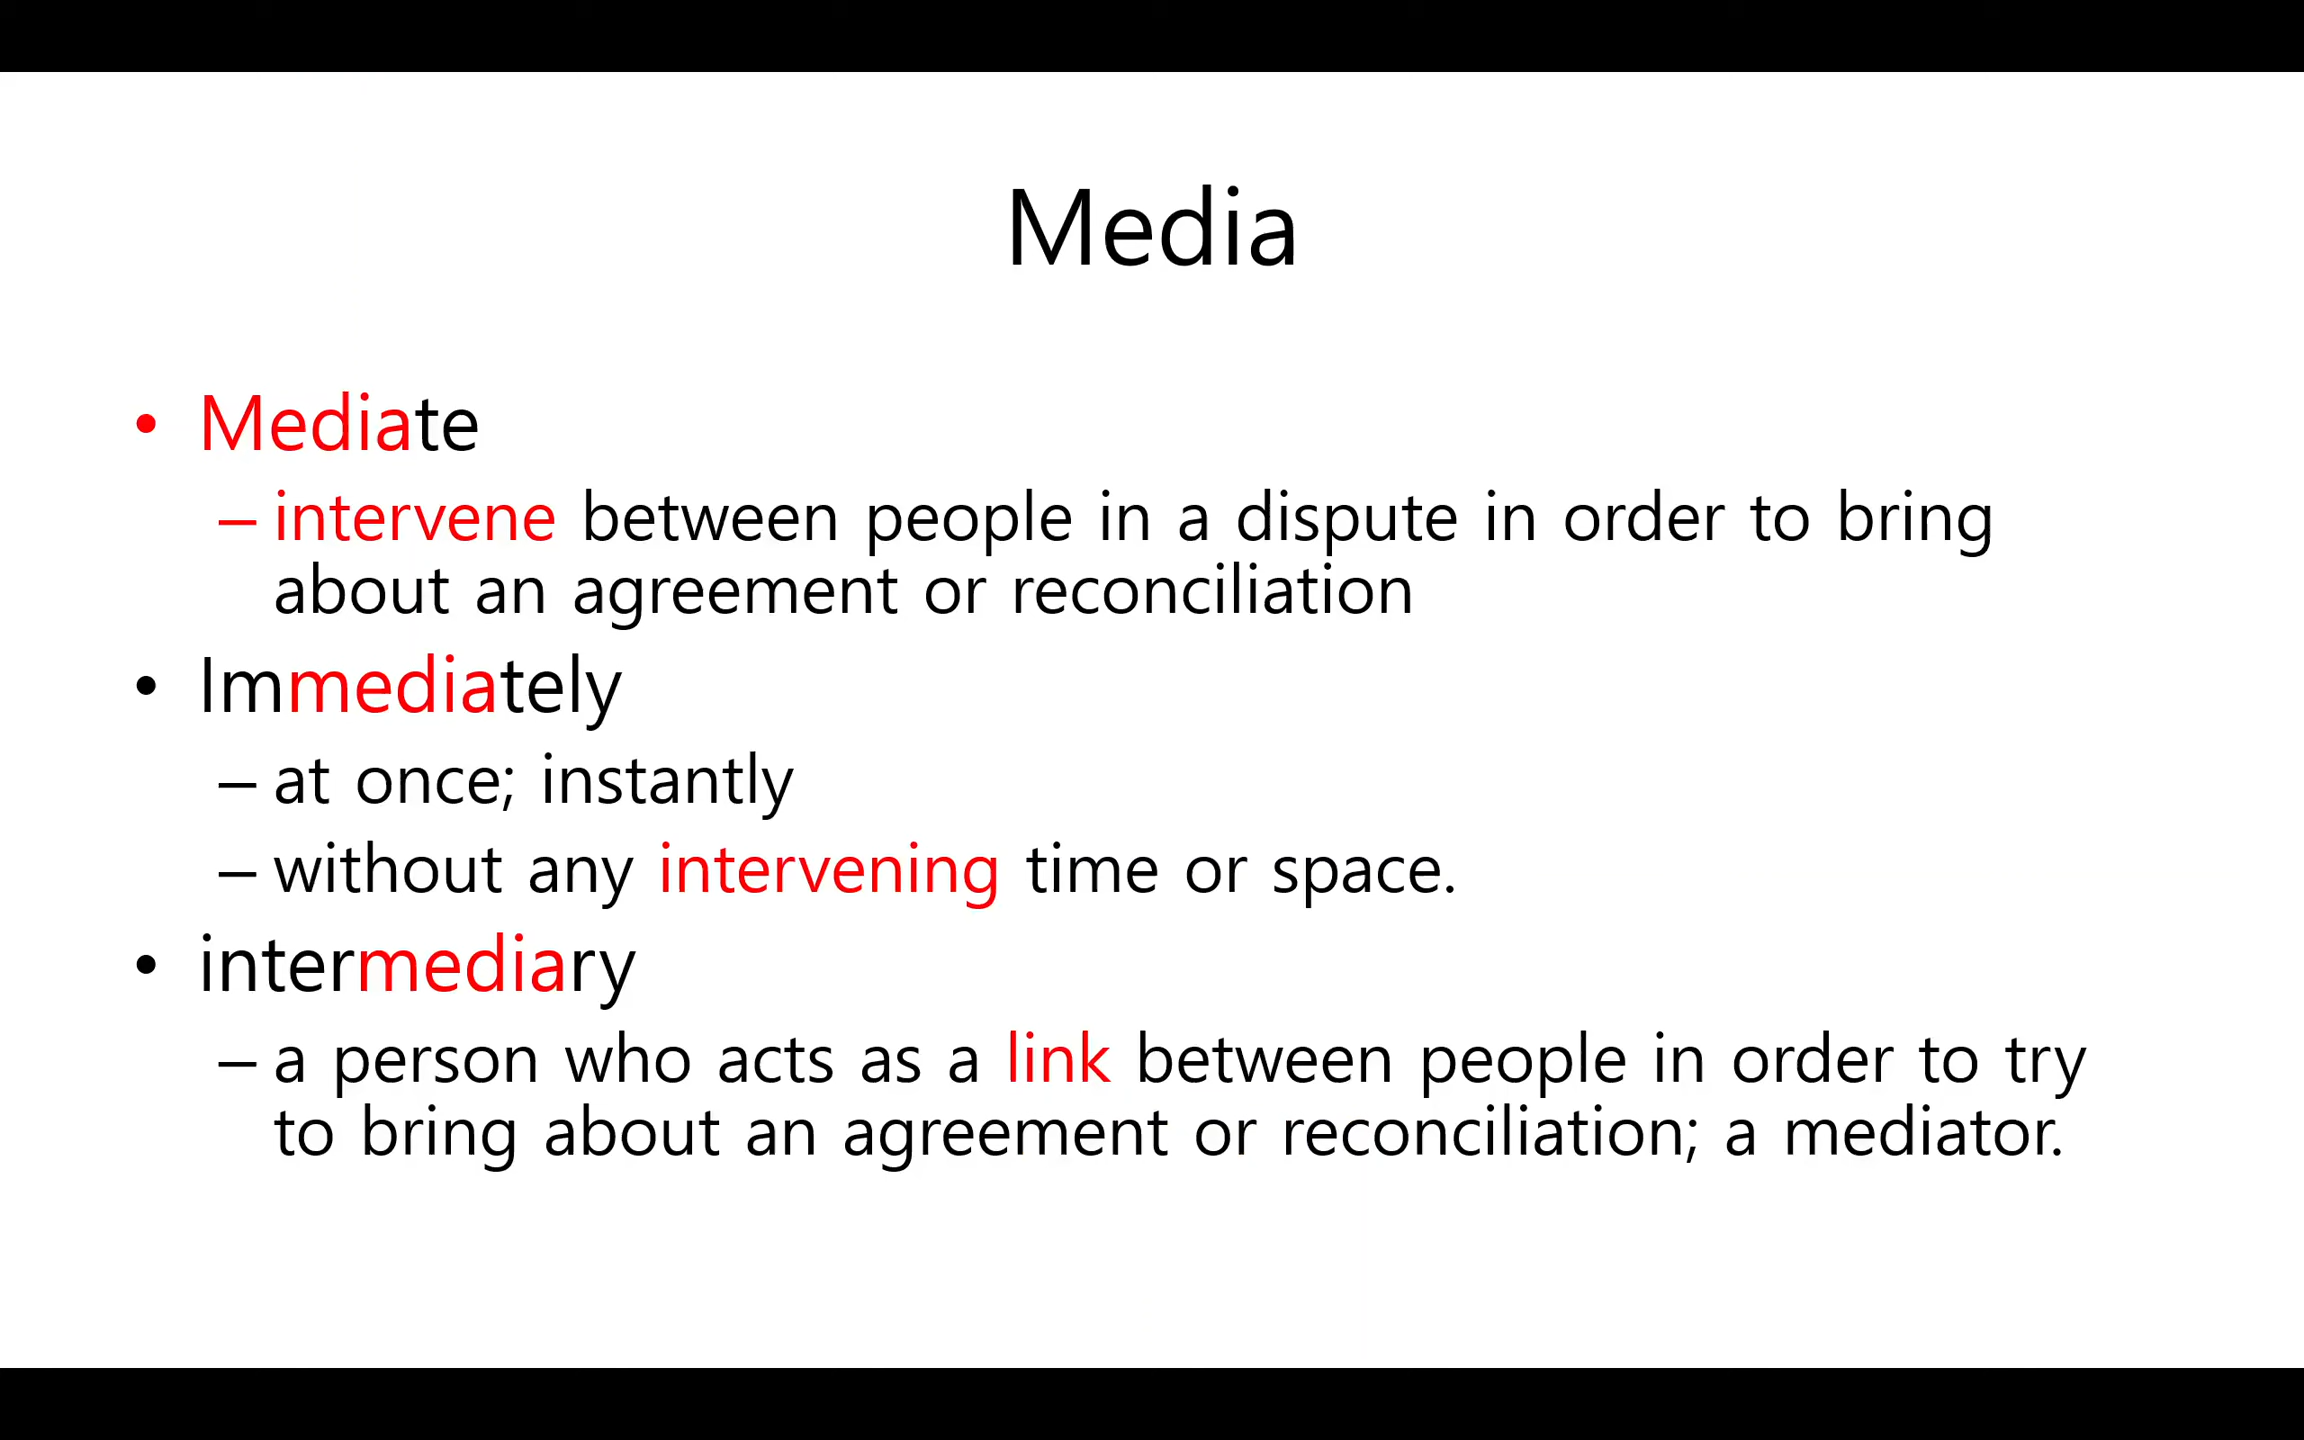 Media
• Mediate
– intervene between people in a dispute in order to bring
about an agreement or reconciliation
• Immediately
– at once; instantly
– without any intervening time or space.
• intermediary
– a person who acts as a link between people in order to try
to bring about an agreement or reconciliation; a mediator.